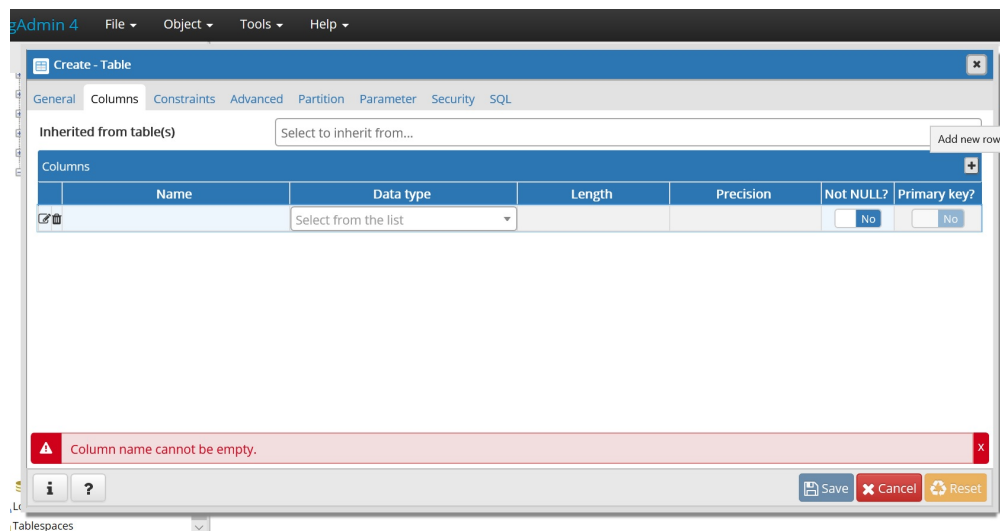 gAdmin 4 File Object Tools Help
Create - Table x
General Columns Constraints Advanced Partition Parameter Security SQL
Inherited from table(s) Select to inherit from...
Add new row
Columns
Name Data type Length Precision Not NULL? Primary key?
Select from the list No No
Column name cannot be empty. x
i ? Save Cancel Reset
Tablespaces